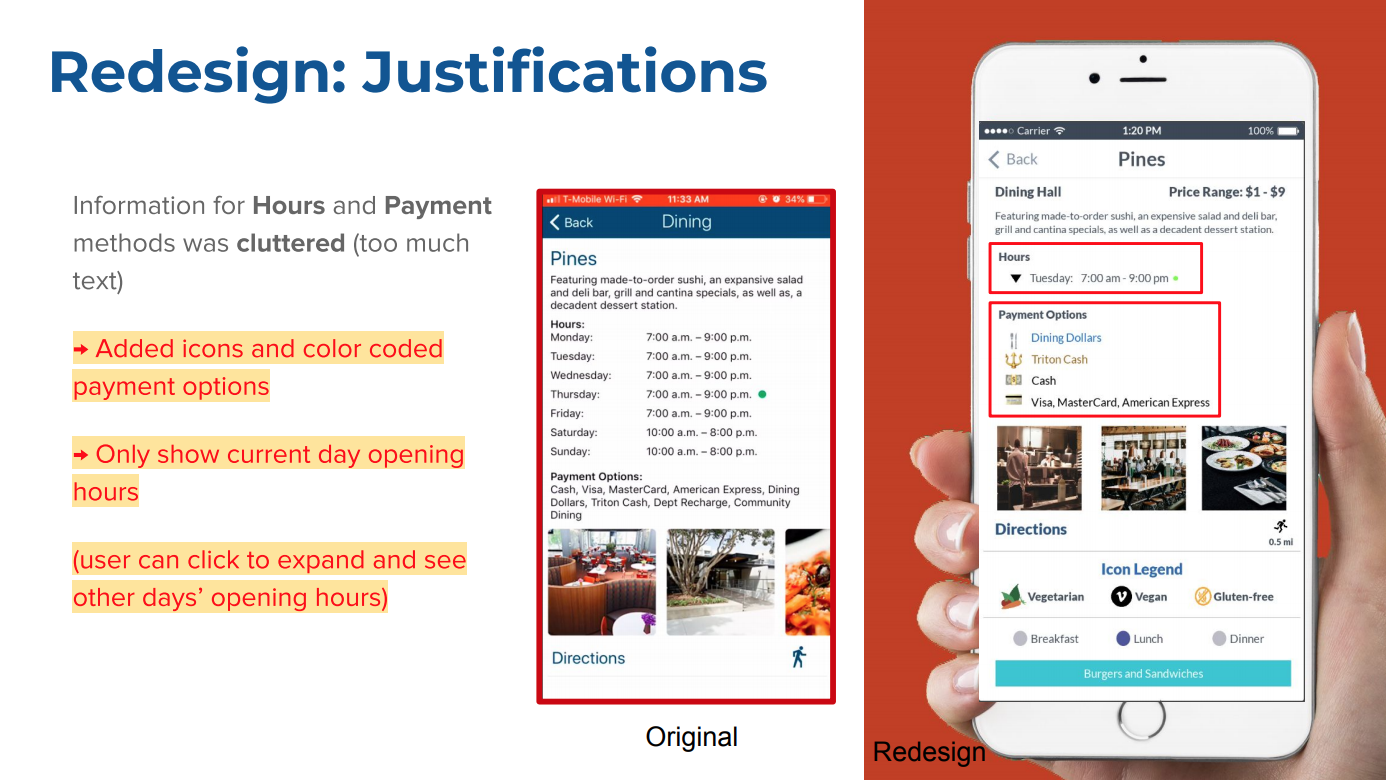 Redesign: Justifications
Information for Hours and Payment
methods was cluttered (too much
text)
→ Added icons and color coded
payment options
→ Only show current day opening
hours
(user can click to expand and see
other days’ opening hours)
T-Mobile Wi-Fi 11:33 AM 34%
Back Dining
Pines
Featuring made-to-order sushi, an expansive salad
and deli bar, grill and cantina specials, as well as, a
decadent dessert station.
Hours:
Monday: 7:00 a.m. – 9:00 p.m.
Tuesday: 7:00 a.m. – 9:00 p.m.
Wednesday: 7:00 a.m. – 9:00 p.m.
Thursday: 7:00 a.m. – 9:00 p.m.
Friday: 7:00 a.m. – 9:00 p.m.
Saturday: 10:00 a.m. – 8:00 p.m.
Sunday: 10:00 a.m. – 8:00 p.m.
Payment Options:
Cash, Visa, MasterCard, American Express, Dining
Dollars, Triton Cash, Dept Recharge, Community
Dining
Directions
Original
Carrier 1:20 PM 100%
Back Pines
Dining Hall Price Range: $1 - $9
Featuring made-to-order sushi, an expensive salad and deli bar,
grill and cantina specials, as well as a decadent dessert station.
Hours
Tuesday: 7:00 am - 9:00 pm
Payment Options
Dining Dollars
Triton Cash
Cash
Visa, MasterCard, American Express
Directions
0.5 mi
Icon Legend
Vegetarian V Vegan Gluten-free
Breakfast Lunch Dinner
Burgers and Sandwiches
Redesign